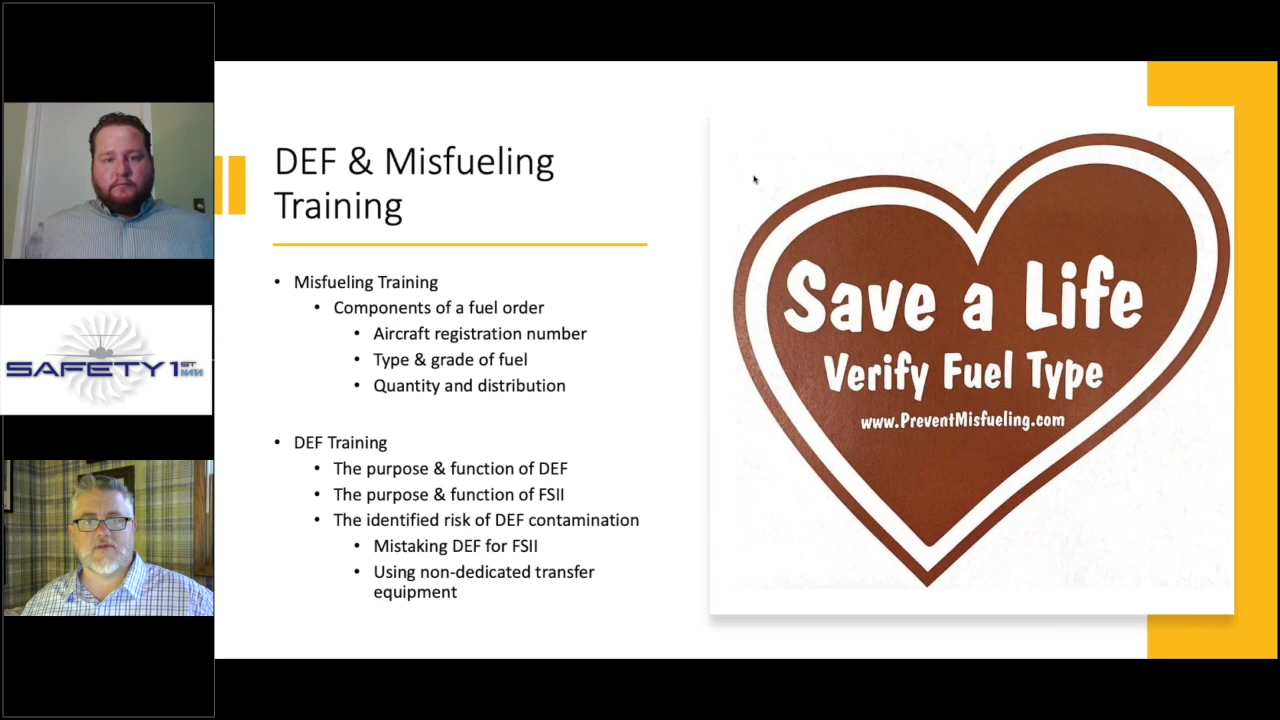 SAFETY 1ST
NATA
DEF & Misfueling
Training
• Misfueling Training
• Components of a fuel order
• Aircraft registration number
• Type & grade of fuel
• Quantity and distribution
• DEF Training
• The purpose & function of DEF
• The purpose & function of FSII
• The identified risk of DEF contamination
• Mistaking DEF for FSII
• Using non-dedicated transfer
equipment
Save a Life
Verify Fuel Type
www.PreventMisfueling.com